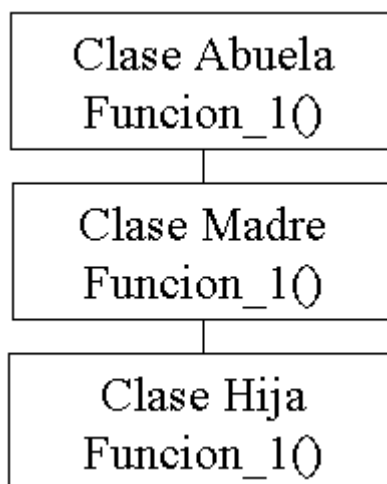 Clase Abuela
Funcion_1()
Clase Madre
Funcion_1()
Clase Hija
Funcion_1()